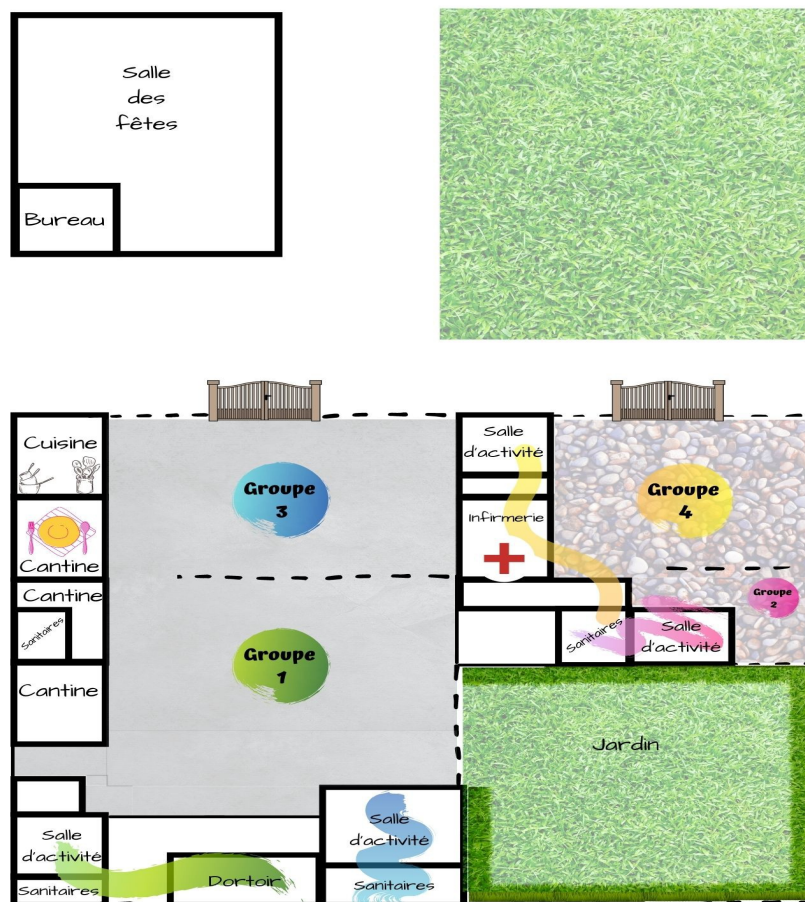 Salle
des
fêtes
Bureau
Cuisine
Cantine
Cantine
Sanitaires
Cantine
Groupe
3
Groupe
1
Salle
d'activité
Infirmerie
Groupe
4
Groupe
2
Sanitaires
Salle
d'activité
Jardin
Salle
d'activité
Sanitaires
Dortoir
Salle
d'activité
Sanitaires